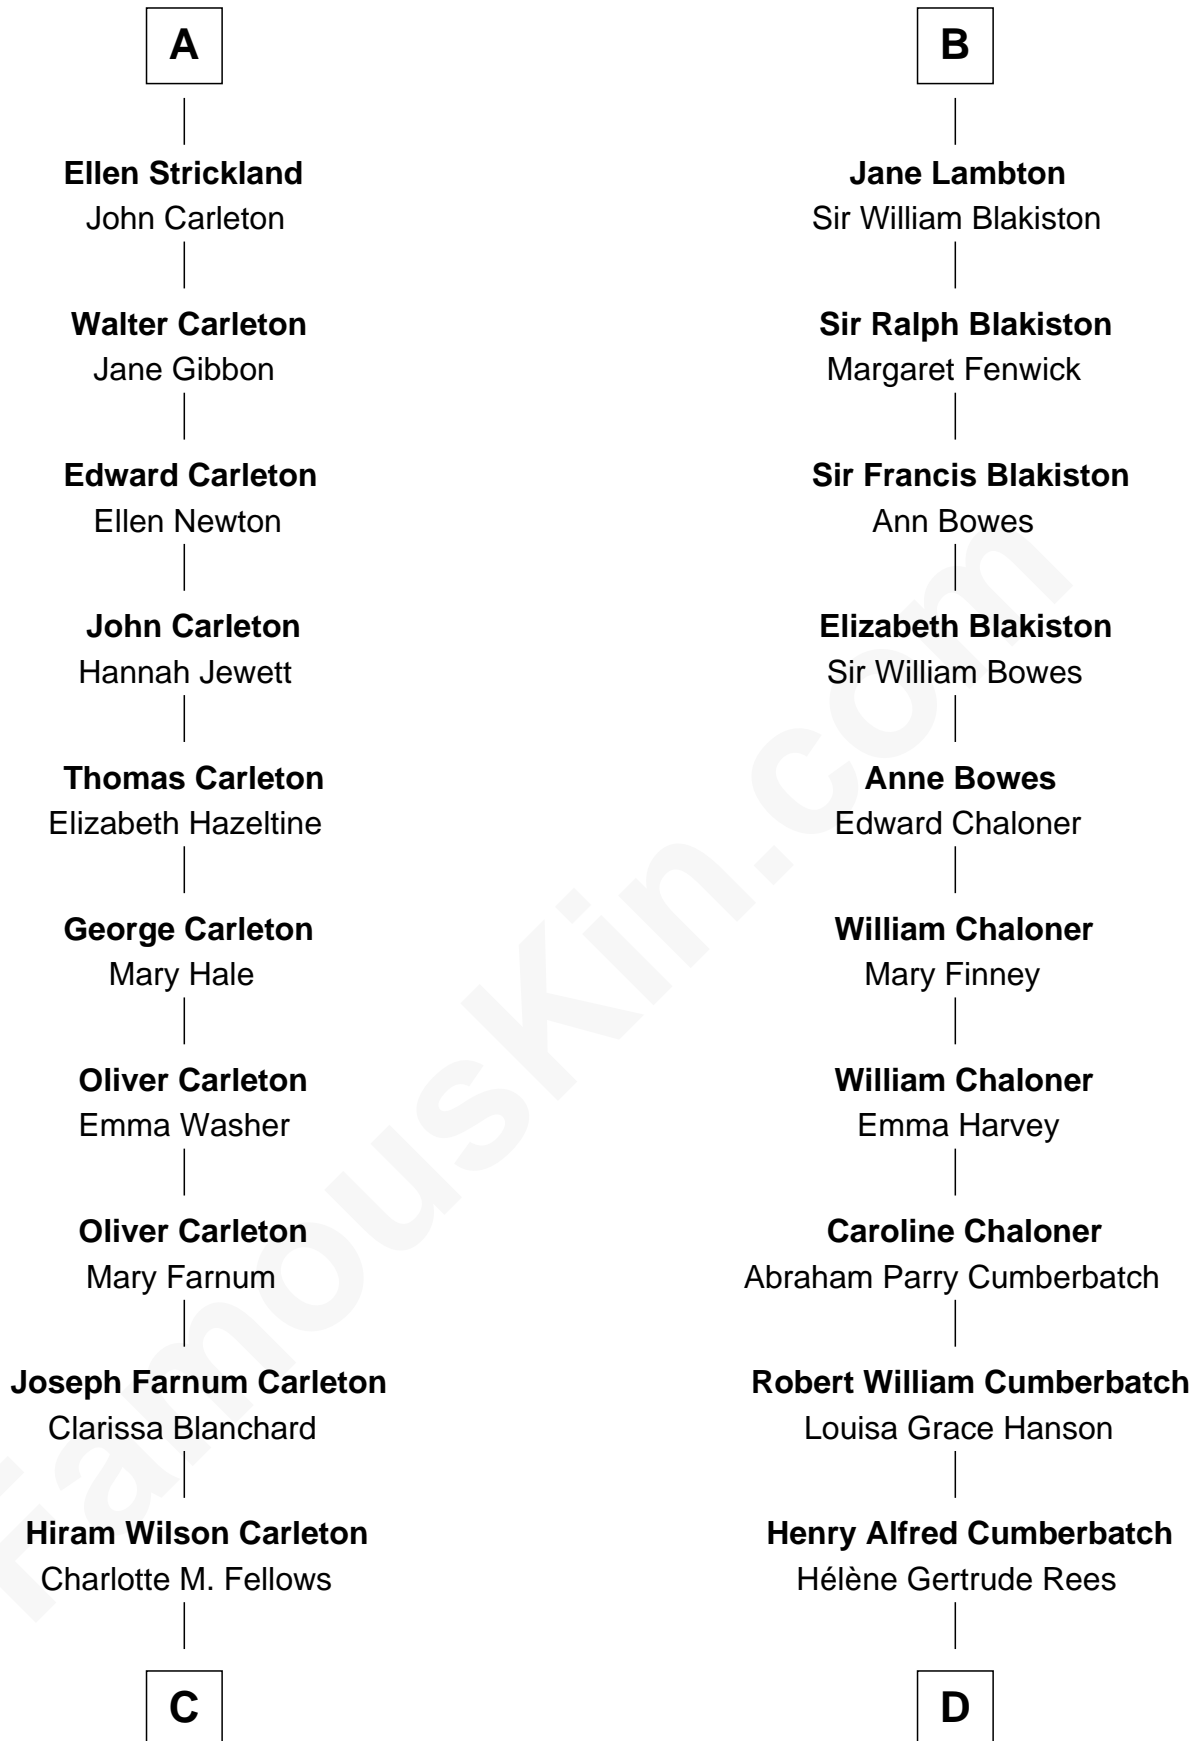 A
Ellen Strickland
John Carleton
Walter Carleton
Jane Gibbon
Edward Carleton
Ellen Newton
John Carleton
Hannah Jewett
Thomas Carleton
Elizabeth Hazeltine
George Carleton
Mary Hale
Oliver Carleton
Emma Washer
Oliver Carleton
Mary Farnum
Joseph Farnum Carleton
Clarissa Blanchard
Hiram Wilson Carleton
Charlotte M. Fellows
C
B
Jane Lambton
Sir William Blakiston
Sir Ralph Blakiston
Margaret Fenwick
Sir Francis Blakiston
Ann Bowes
Elizabeth Blakiston
Sir William Bowes
Anne Bowes
Edward Chaloner
William Chaloner
Mary Finney
William Chaloner
Emma Harvey
Caroline Chaloner
Abraham Parry Cumberbatch
Robert William Cumberbatch
Louisa Grace Hanson
Henry Alfred Cumberbatch
Hélène Gertrude Rees
D
FamousKin.com